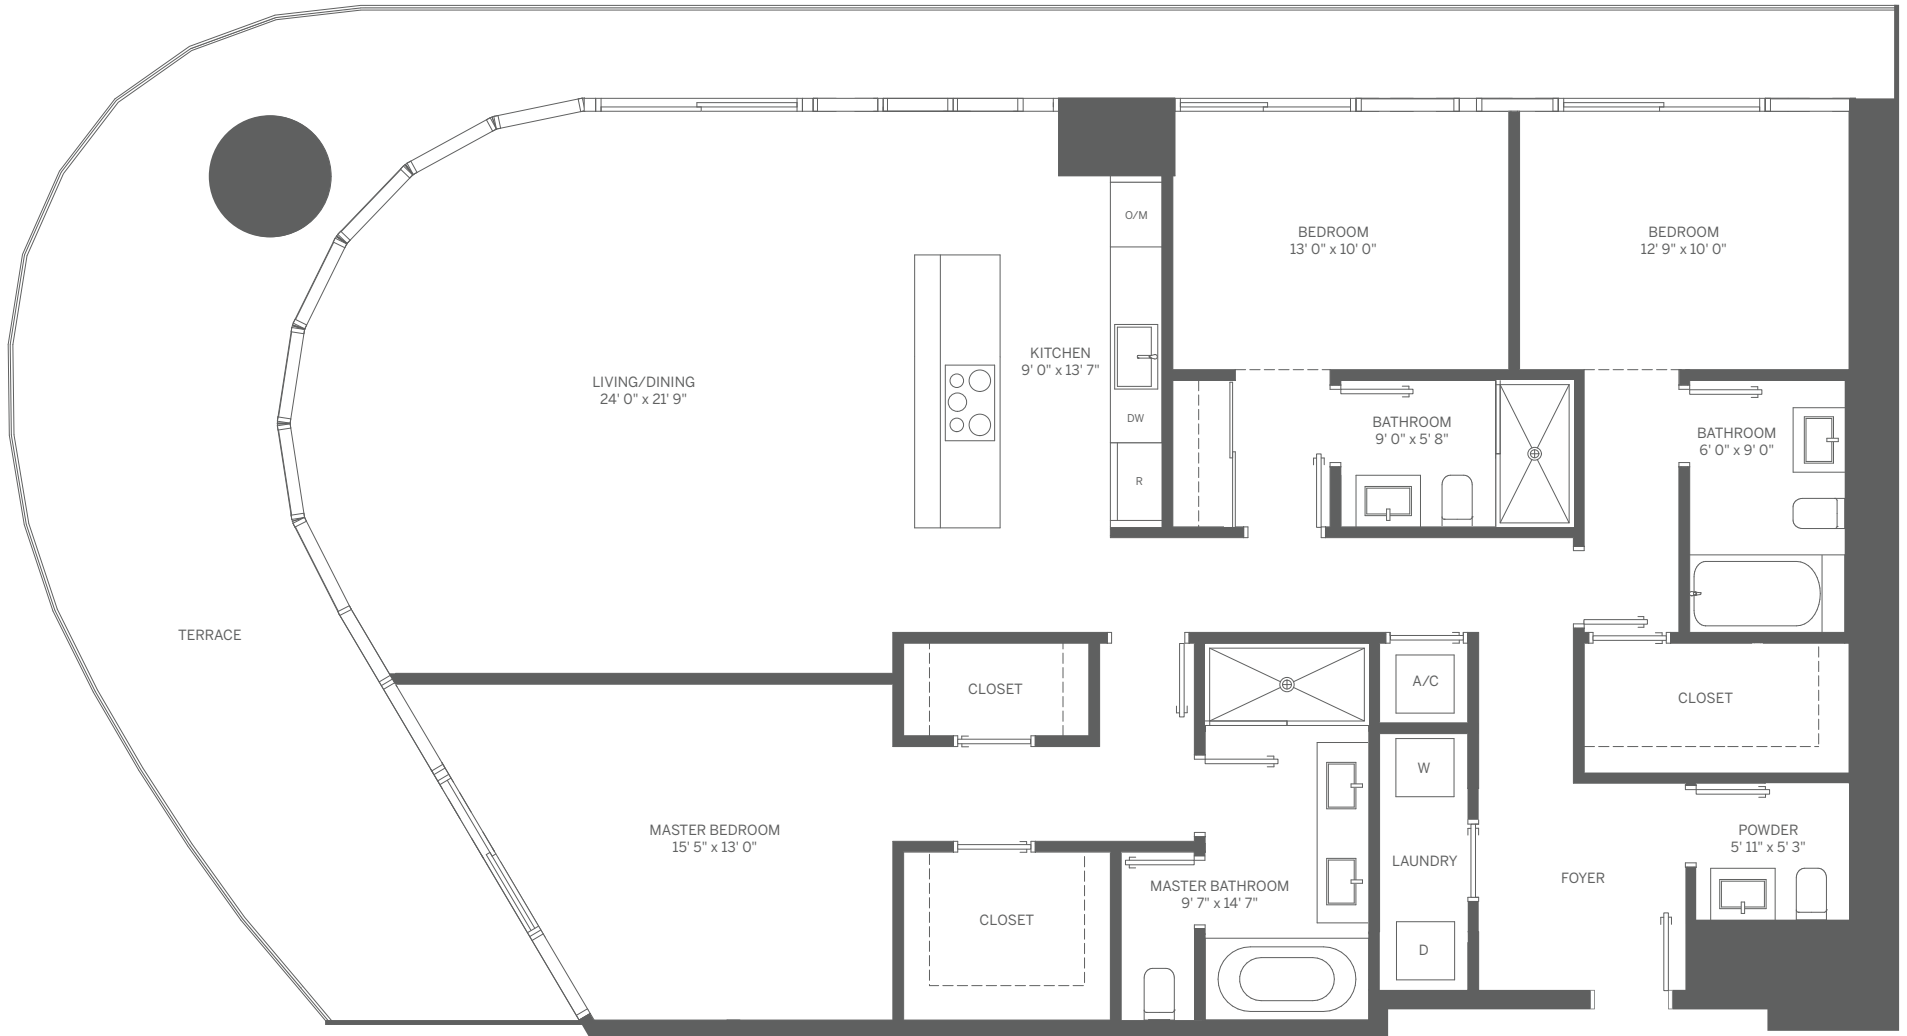 O/M
BEDROOM
13' 0" x 10' 0"
BEDROOM
12' 9" x 10' 0"
KITCHEN
9' 0" x 13' 7"
LIVING/DINING
24' 0" x 21' 9"
DW
BATHROOM
9' 0" x 5' 8"
BATHROOM
6' 0" x 9' 0"
R
TERRACE
CLOSET
A/C
CLOSET
W
MASTER BEDROOM
15' 5" x 13' 0"
POWDER
5' 11" x 5' 3"
LAUNDRY
FOYER
MASTER BATHROOM
9' 7" x 14' 7"
CLOSET
D